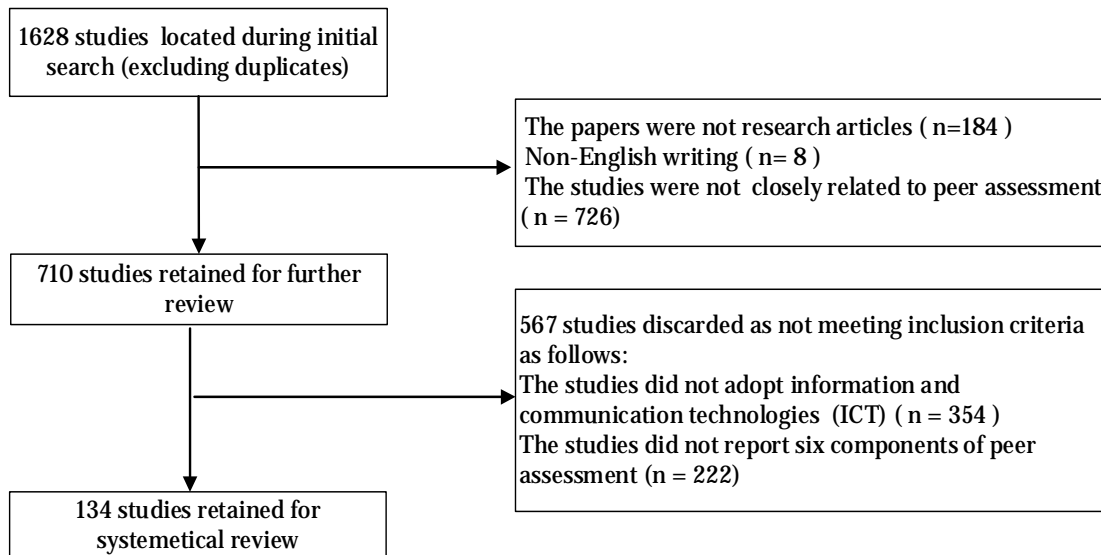 1628 studies located during initial
search (excluding duplicates)
The papers were not research articles ( n=184 )
Non-English writing ( n= 8 )
The studies were not closely related to peer assessment
( n = 726)
710 studies retained for further
review
567 studies discarded as not meeting inclusion criteria
as follows:
The studies did not adopt information and
communication technologies (ICT) ( n = 354 )
The studies did not report six components of peer
assessment (n = 222)
134 studies retained for
systemetical review